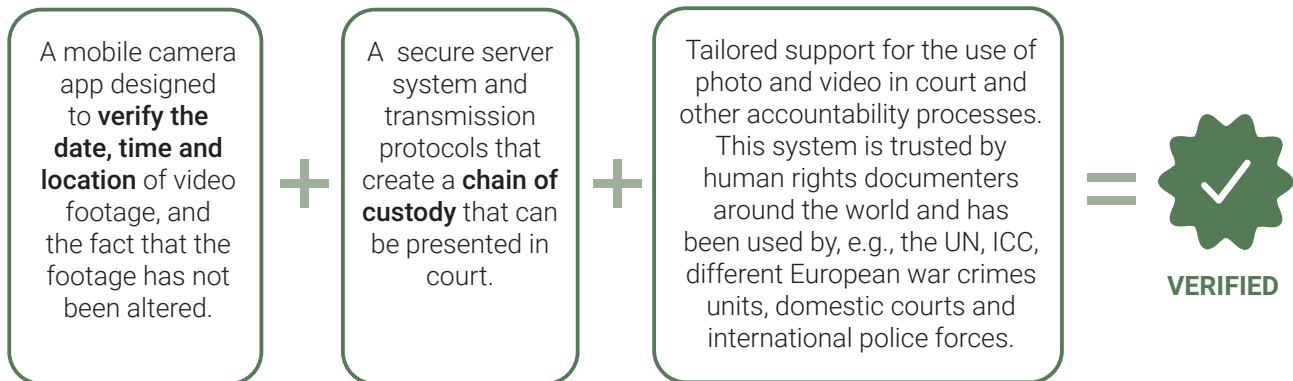 A mobile camera
app designed
to verify the
date, time and
location of video
footage, and
the fact that the
footage has not
been altered.
+
A secure server
system and
transmission
protocols that
create a chain of
custody that can
be presented in
court.
+
Tailored support for the use of
photo and video in court and
other accountability processes.
This system is trusted by
human rights documenters
around the world and has
been used by, e.g., the UN, ICC,
different European war crimes
units, domestic courts and
international police forces.
=
VERIFIED